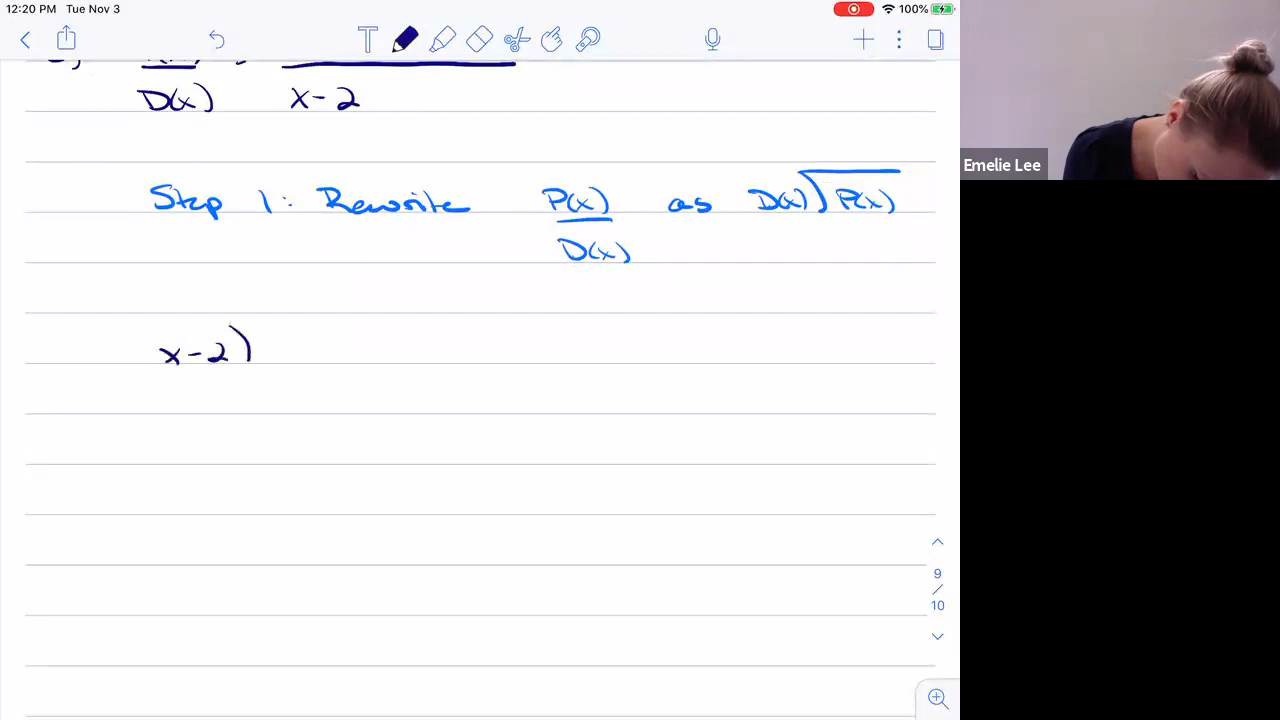 12:20 PM Tue Nov 3
100%
D(x) x-2
Emelie Lee
Step 1: Rewrite P(x) as D(x))P(x)
D(x)
x-2)
9
/
10